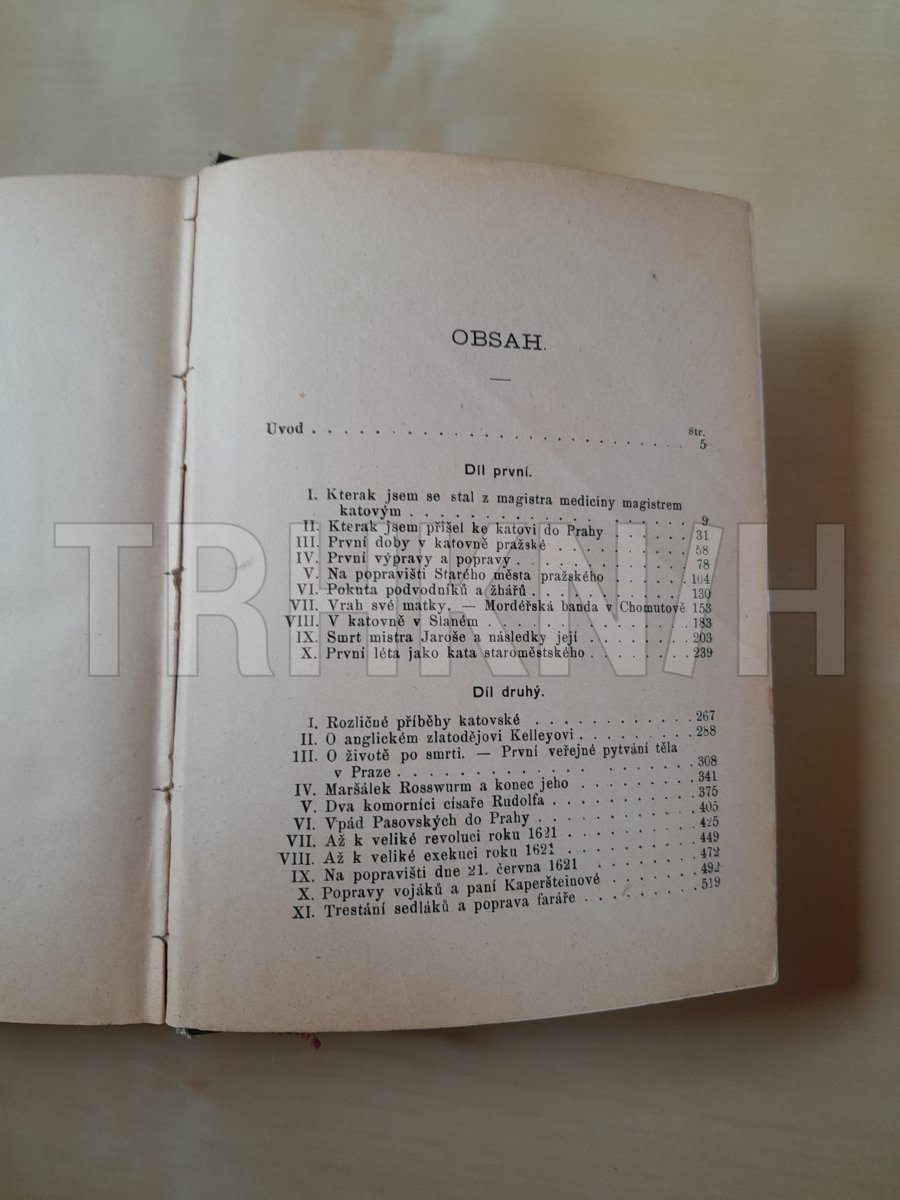 OBSAH.
Str.
Úvod . . . . . . . . . . . . . . . . . . 5
Díl první.
I. Kterak jsem se stal z magistra mediciny magistrem
katovým . . . . . . . . . . . . . 9
II. Kterak jsem přišel ke katovi do Prahy . . . . . 31
III. První doby v katovně pražské . . . . . . . 58
IV. První výpravy a popravy . . . . . . . . . 78
V. Na popravišti Starého města pražského . . . . . 104
VI. Pokuta podvodníků a žhářů . . . . . . . . 130
VII. Vrah své matky. — Mordéřská banda v Chomutově 153
VIII. V katovně v Slaném . . . . . . . . . . 183
IX. Smrt mistra Jaroše a následky její . . . . . . 203
X. První léta jako kata staroměstského . . . . . . 239
Díl druhý.
I. Rozličné příběhy katovské . . . . . . . . 267
II. O anglickém zlatodějovi Kelleyovi . . . . . . 288
III. O životě po smrti. — První veřejné pytvání těla
v Praze . . . . . . . . . . . . . 308
IV. Maršálek Rosswurm a konec jeho . . . . . . 341
V. Dva komorníci císaře Rudolfa . . . . . . . 375
VI. Vpád Pasovských do Prahy . . . . . . . . 405
VII. Až k veliké revoluci roku 1621 . . . . . . . 425
VIII. Až k veliké exekuci roku 1621 . . . . . . . 449
IX. Na popravišti dne 21. června 1621 . . . . . . 472
X. Popravy vojáků a paní Kaperšteinové . . . . . 492
XI. Trestání sedláků a poprava faráře . . . . . . 519
TRHKNIH